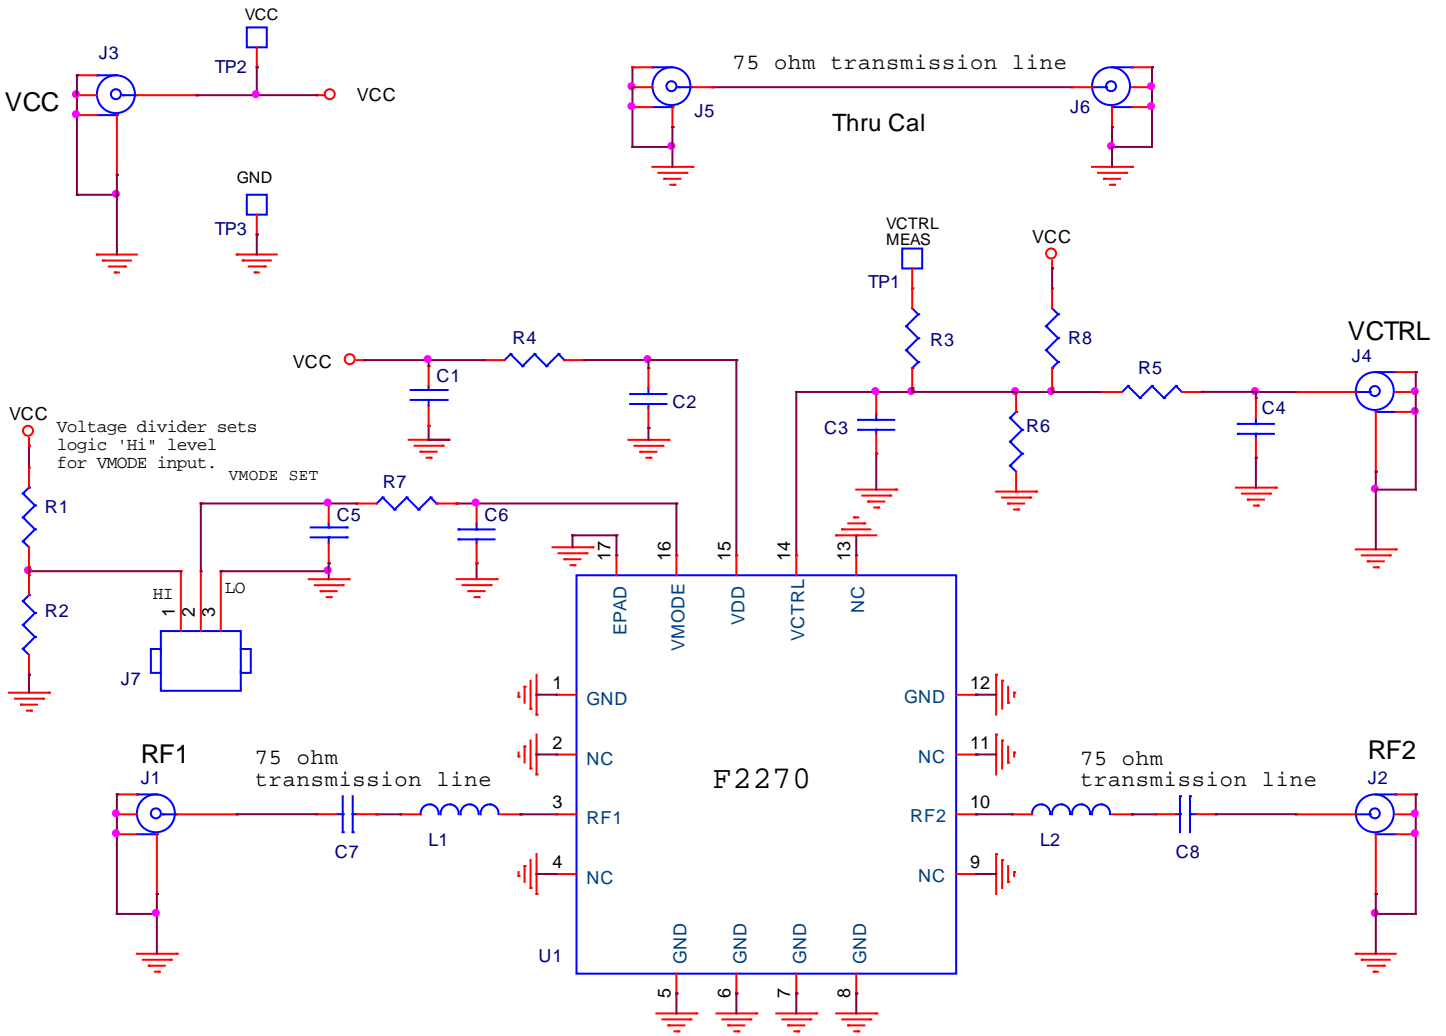 VCC
J3
TP2
VCC
VCC
75 ohm transmission line
J5
J6
Thru Cal
GND
TP3
VCTRL
MEAS
TP1
VCC
R3
R8
VCTRL
J4
R5
C4
R6
C3
VCC
R4
C1
C2
VCC
Voltage divider sets
logic 'Hi" level
for VMODE input.
VMODE SET
R1
R2
R7
C5
C6
HI
LO
1
2
3
J7
17
16
15
14
13
EPAD
VMODE
VDD
VCTRL
NC
1
GND
2
NC
3
RF1
4
NC
12
GND
11
NC
10
RF2
9
NC
F2270
U1
GND
GND
GND
GND
5
6
7
8
RF1
J1
75 ohm
transmission line
C7
L1
75 ohm
transmission line
L2
C8
RF2
J2